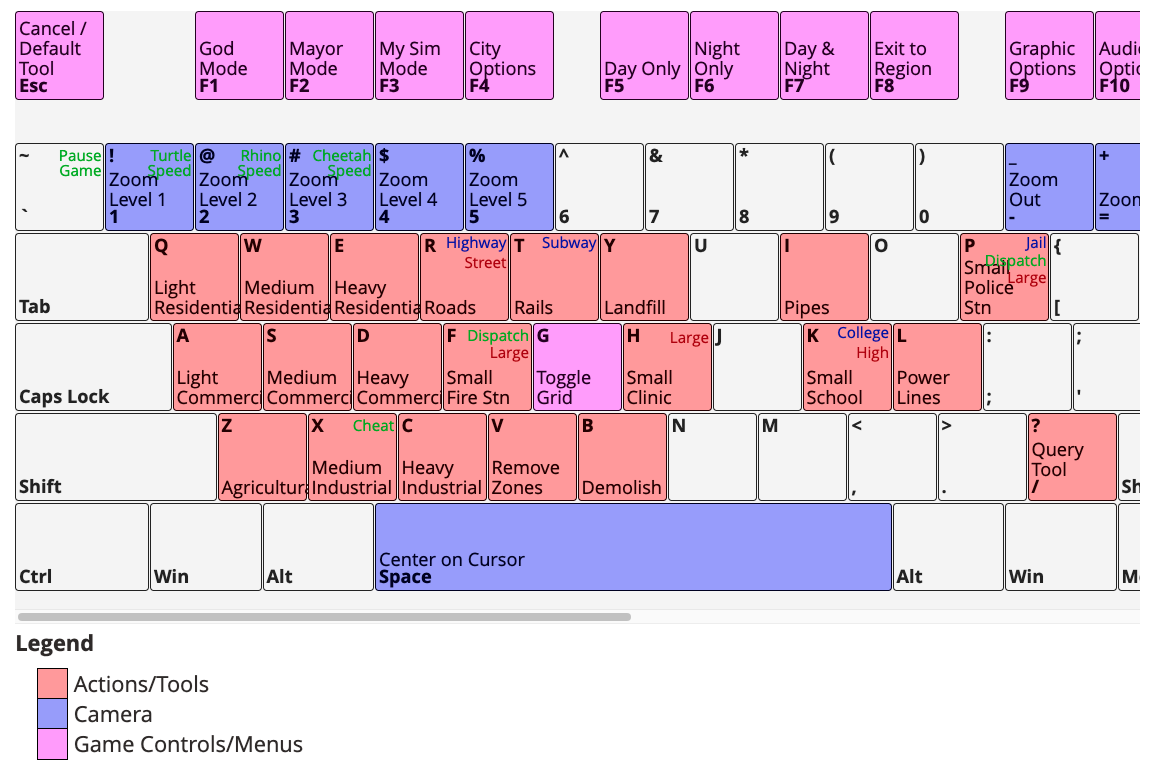 Cancel /
Default
Tool
Esc
God
Mode
F1
Mayor
Mode
F2
My Sim
Mode
F3
City
Options
F4
Day Only
F5
Night
Only
F6
Day &
Night
F7
Exit to
Region
F8
Graphic
Options
F9
Audi
Optio
F10
~ Pause
Game
`
! Turtle
Speed
Zoom
Level 1
1
@ Rhino
Speed
Zoom
Level 2
2
# Cheetah
Speed
Zoom
Level 3
3
$
Zoom
Level 4
4
%
Zoom
Level 5
5
^
6
&
7
*
8
(
9
)
0
_
Zoom
Out
-
+
Zoom
=
Tab
Q
Light
Residentia
W
Medium
Residentia
E
Heavy
Residentia
R Highway
Street
Roads
T Subway
Rails
Y
Landfill
U
I
Pipes
O
P Jail
Dispatch
Large
Small
Police
Stn
{
[
Caps Lock
A
Light
Commerci
S
Medium
Commerci
D
Heavy
Commerci
F Dispatch
Large
Small
Fire Stn
G
Toggle
Grid
H Large
Small
Clinic
J
K College
High
Small
School
L
Power
Lines
:
;
;
'
Shift
Z
Agricultura
X Cheat
Medium
Industrial
C
Heavy
Industrial
V
Remove
Zones
B
Demolish
N
M
<
,
>
.
?
Query
Tool
/
Sh
Ctrl
Win
Alt
Center on Cursor
Space
Alt
Win
M
Legend
Actions/Tools
Camera
Game Controls/Menus